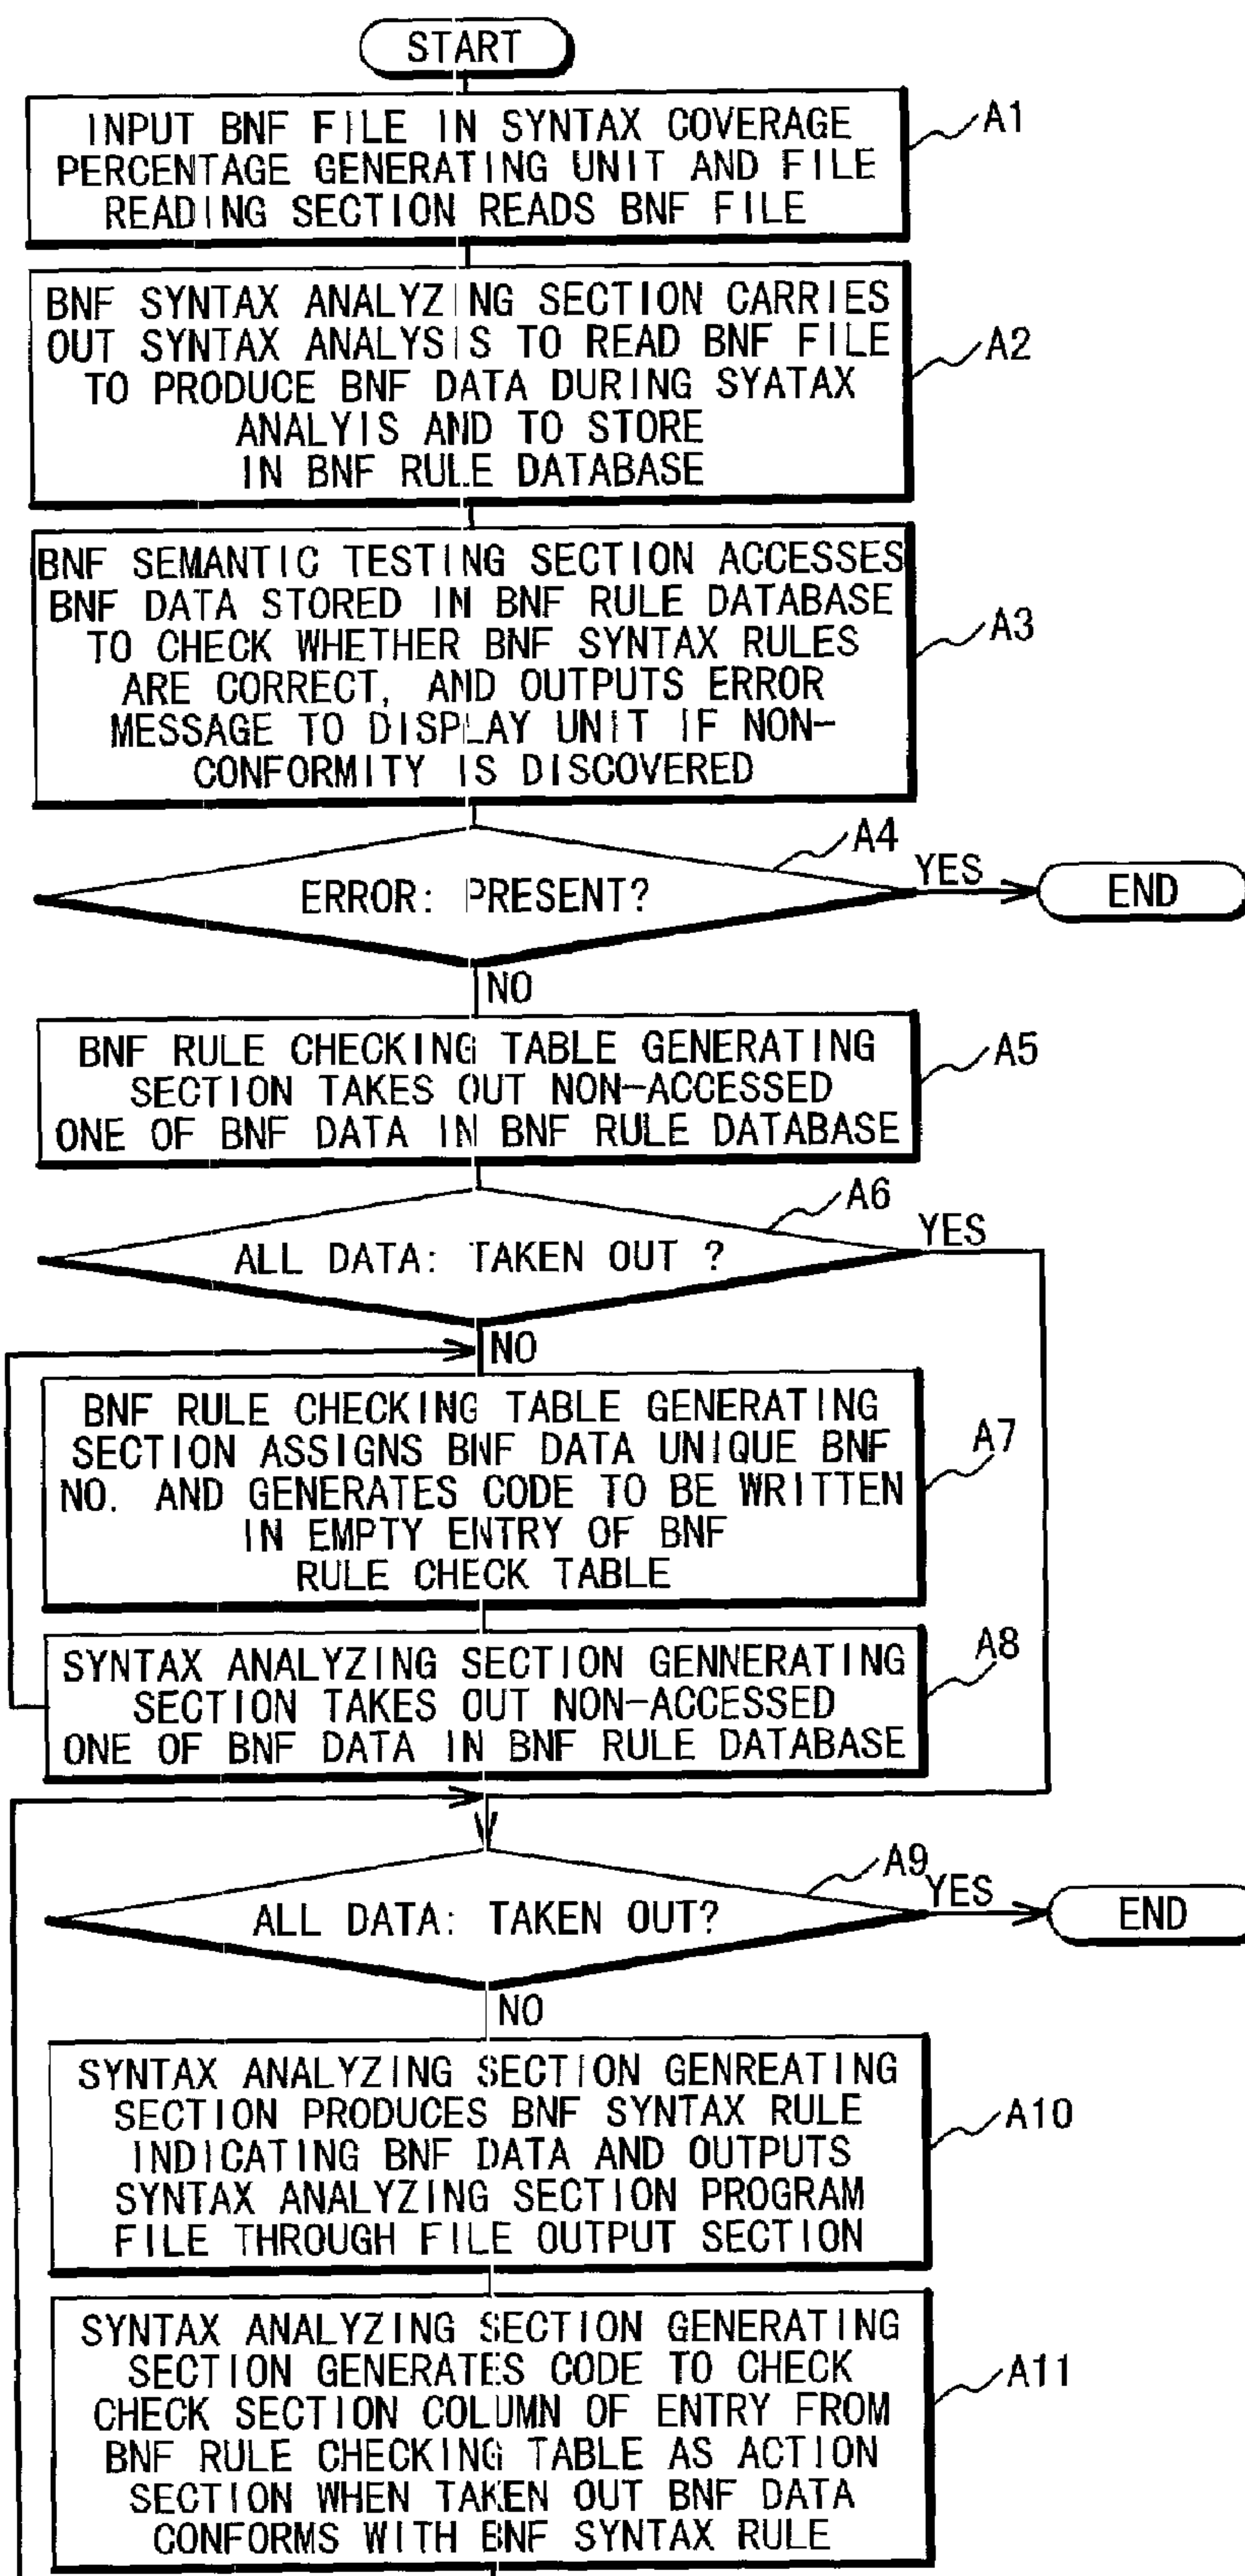 START
INPUT BNF FILE IN SYNTAX COVERAGE
PERCENTAGE GENERATING UNIT AND FILE
READING SECTION READS BNF FILE
A1
BNF SYNTAX ANALYZING SECTION CARRIES
OUT SYNTAX ANALYSIS TO READ BNF FILE
TO PRODUCE BNF DATA DURING SYATAX
ANALYIS AND TO STORE
IN BNF RULE DATABASE
A2
BNF SEMANTIC TESTING SECTION ACCESSES
BNF DATA STORED IN BNF RULE DATABASE
TO CHECK WHETHER BNF SYNTAX RULES
ARE CORRECT, AND OUTPUTS ERROR
MESSAGE TO DISPLAY UNIT IF NON-
CONFORMITY IS DISCOVERED
A3
A4
ERROR: PRESENT?
YES
END
NO
BNF RULE CHECKING TABLE GENERATING
SECTION TAKES OUT NON-ACCESSED
ONE OF BNF DATA IN BNF RULE DATABASE
A5
A6
ALL DATA: TAKEN OUT ?
YES
NO
BNF RULE CHECKING TABLE GENERATING
SECTION ASSIGNS BNF DATA UNIQUE BNF
NO. AND GENERATES CODE TO BE WRITTEN
IN EMPTY ENTRY OF BNF
RULE CHECK TABLE
A7
SYNTAX ANALYZING SECTION GENNERATING
SECTION TAKES OUT NON-ACCESSED
ONE OF BNF DATA IN BNF RULE DATABASE
A8
A9
ALL DATA: TAKEN OUT?
YES
END
NO
SYNTAX ANALYZING SECTION GENREATING
SECTION PRODUCES BNF SYNTAX RULE
INDICATING BNF DATA AND OUTPUTS
SYNTAX ANALYZING SECTION PROGRAM
FILE THROUGH FILE OUTPUT SECTION
A10
SYNTAX ANALYZING SECTION GENERATING
SECTION GENERATES CODE TO CHECK
CHECK SECTION COLUMN OF ENTRY FROM
BNF RULE CHECKING TABLE AS ACTION
SECTION WHEN TAKEN OUT BNF DATA
CONFORMS WITH BNF SYNTAX RULE
A11